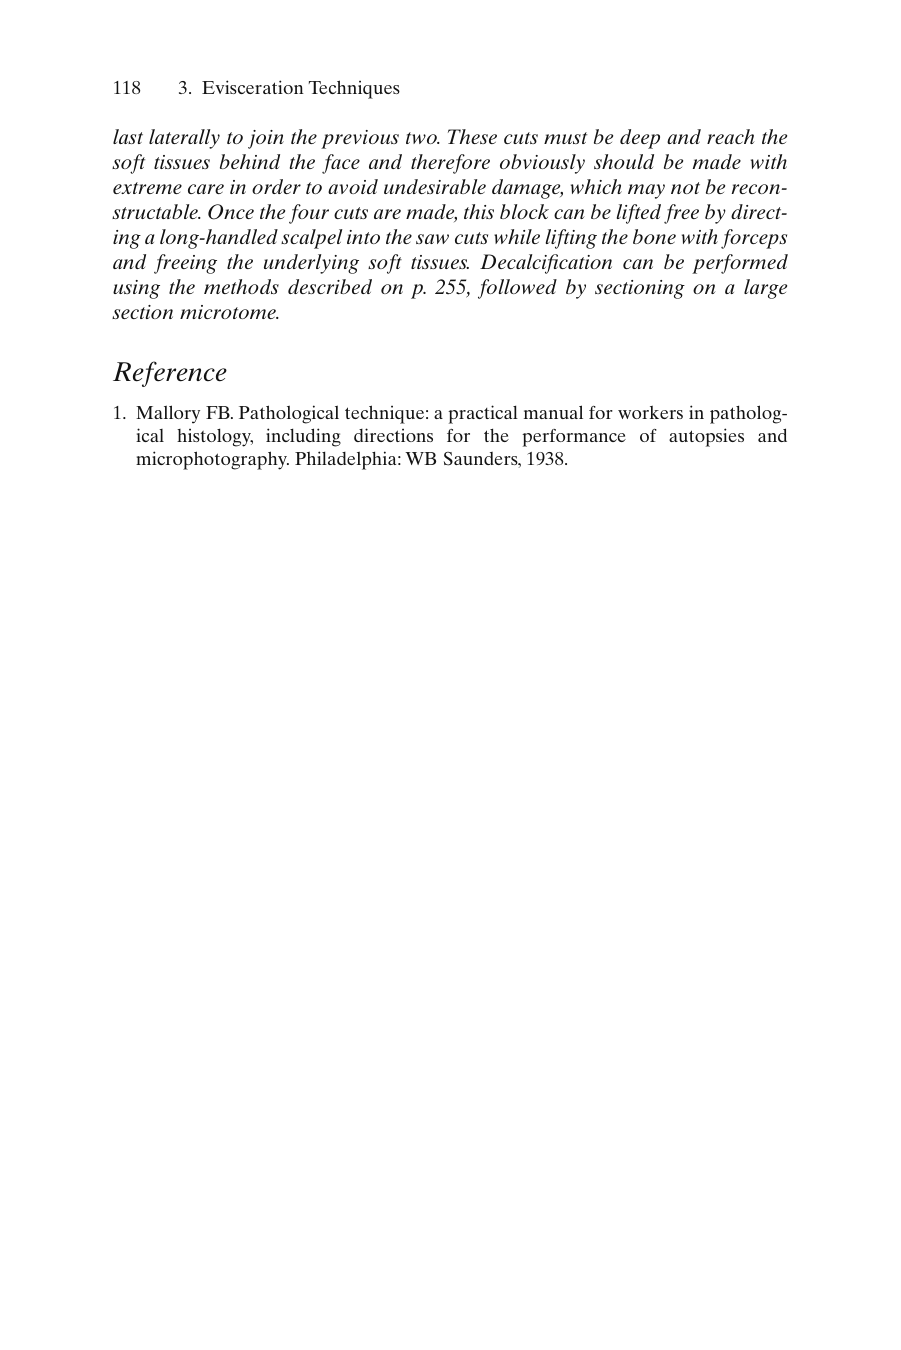 118 3. Evisceration Techniques
last laterally to join the previous two. These cuts must be deep and reach the
soft tissues behind the face and therefore obviously should be made with
extreme care in order to avoid undesirable damage, which may not be recon-
structable. Once the four cuts are made, this block can be lifted free by direct-
ing a long-handled scalpel into the saw cuts while lifting the bone with forceps
and freeing the underlying soft tissues. Decalcification can be performed
using the methods described on p. 255, followed by sectioning on a large
section microtome.
Reference
1. Mallory FB. Pathological technique: a practical manual for workers in patholog-
ical histology, including directions for the performance of autopsies and
microphotography. Philadelphia: WB Saunders, 1938.